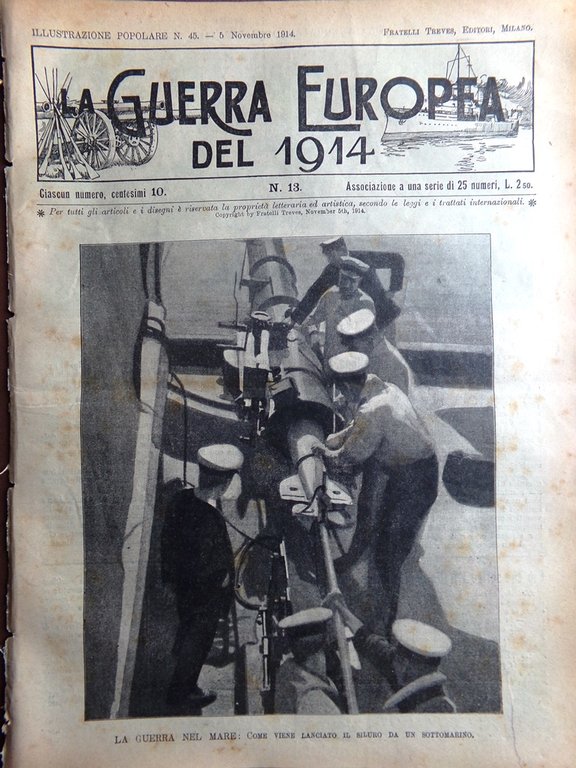 ILLUSTRAZIONE POPOLARE N. 45. — 5 Novembre 1914. FRATELLI TREVES, EDITORI, MILANO.
LA GUERRA EUROPEA
DEL 1914
Ciascun numero, centesimi 10. N. 13. Associazione a una serie di 25 numeri, L. 2 50.
* Per tutti gli articoli e i disegni è riservata la proprietà letteraria ed artistica, secondo le leggi e i trattati internazionali. *
Copyright by Fratelli Treves, November 5th, 1914.
LA GUERRA NEL MARE: COME VIENE LANCIATO IL SILURO DA UN SOTTOMARINO.